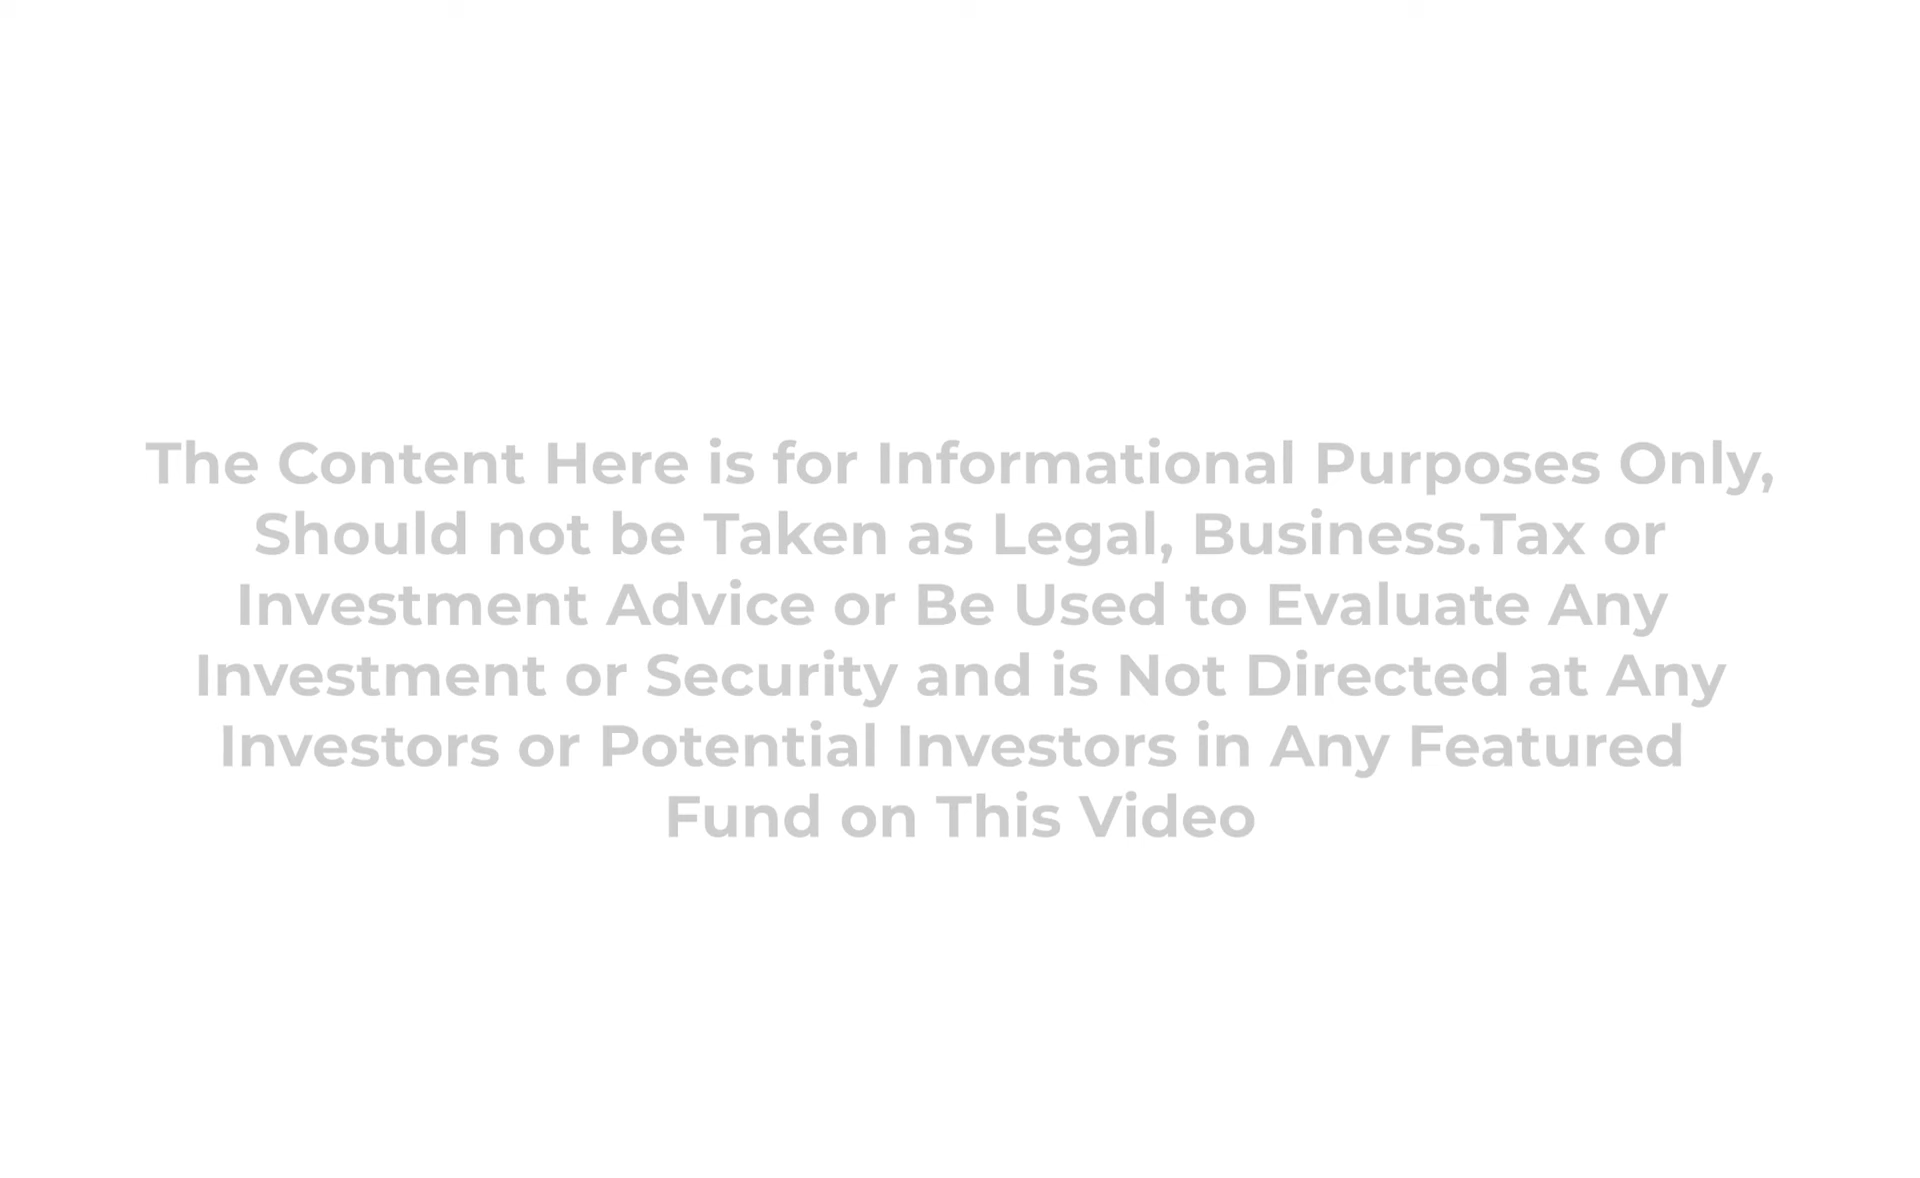 The Content Here is for Informational Purposes Only,
Should not be Taken as Legal, Business.Tax or
Investment Advice or Be Used to Evaluate Any
Investment or Security and is Not Directed at Any
Investors or Potential Investors in Any Featured
Fund on This Video